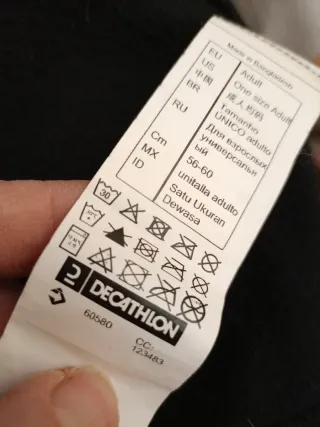 Made in Bangladesh
EU Adult
US One size Adult
中国 成人均码
BR Tamanho
UNICO adulto
RU Для взрослых
универсальн
ый
Cm 56-60
MX unitalla adulto
ID Satu Ukuran
Dewasa
30
DECATHLON
60580
CC:
123483